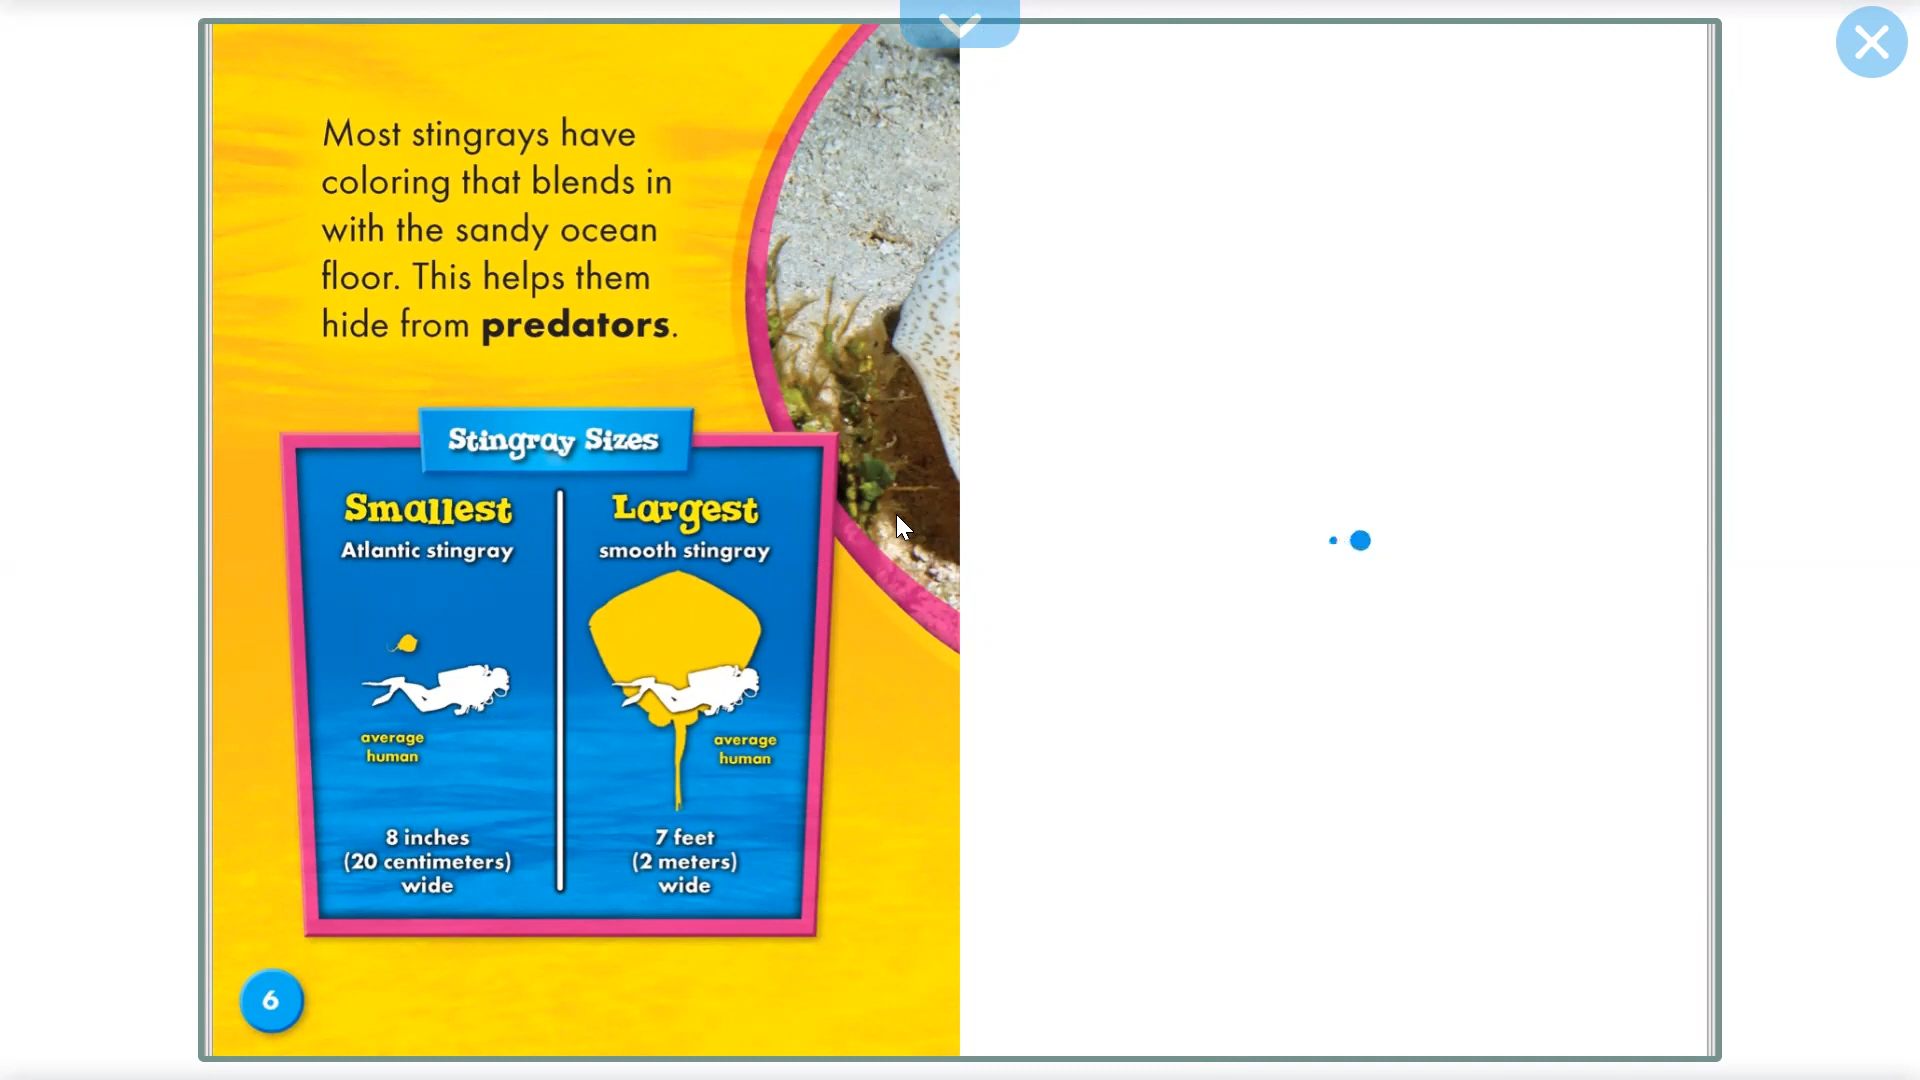 Most stingrays have
coloring that blends in
with the sandy ocean
floor. This helps them
hide from predators.
Stingray Sizes
Smallest
Atlantic stingray
average
human
8 inches
(20 centimeters)
wide
Largest
smooth stingray
average
human
7 feet
(2 meters)
wide
6